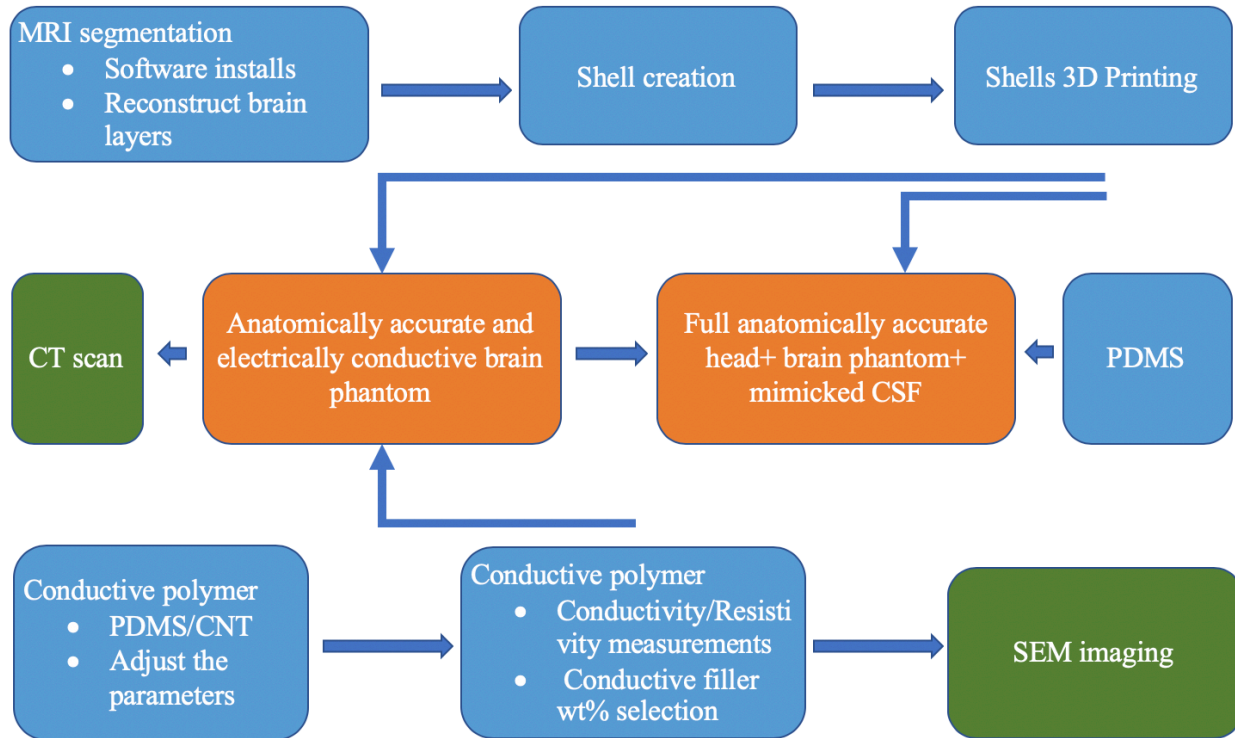 MRI segmentation
• Software installs
• Reconstruct brain
layers
Shell creation
Shells 3D Printing
CT scan
Anatomically accurate and
electrically conductive brain
phantom
Full anatomically accurate
head+ brain phantom+
mimicked CSF
PDMS
Conductive polymer
• PDMS/CNT
• Adjust the
parameters
Conductive polymer
• Conductivity/Resisti
vity measurements
• Conductive filler
wt% selection
SEM imaging